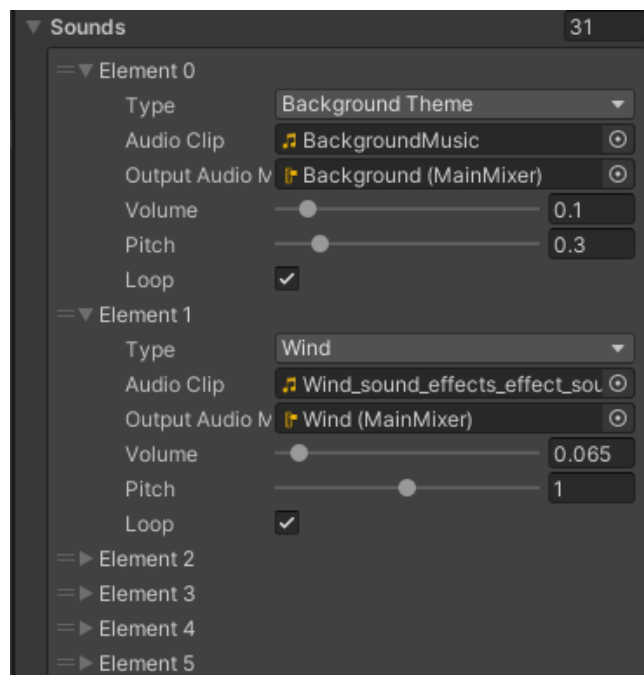 Sounds 31
Element 0
Type Background Theme
Audio Clip BackgroundMusic
Output Audio M Background (MainMixer)
Volume 0.1
Pitch 0.3
Loop
Element 1
Type Wind
Audio Clip Wind_sound_effects_effect_sou
Output Audio M Wind (MainMixer)
Volume 0.065
Pitch 1
Loop
Element 2
Element 3
Element 4
Element 5